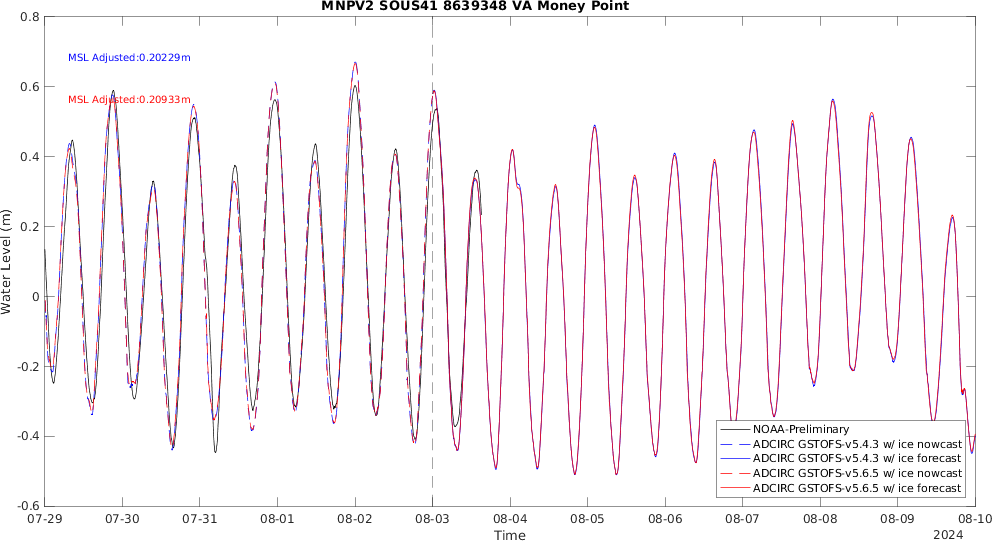 MNPV2 SOUS41 8639348 VA Money Point
MSL Adjusted:0.20229m
MSL Adjusted:0.20933m
Water Level (m)
0.8
0.6
0.4
0.2
0
-0.2
-0.4
-0.6
NOAA-Preliminary
ADCIRC GSTOFS-v5.4.3 w/ ice nowcast
ADCIRC GSTOFS-v5.4.3 w/ ice forecast
ADCIRC GSTOFS-v5.6.5 w/ ice nowcast
ADCIRC GSTOFS-v5.6.5 w/ ice forecast
07-29 07-30 07-31 08-01 08-02 08-03 08-04 08-05 08-06 08-07 08-08 08-09 08-10
Time
2024